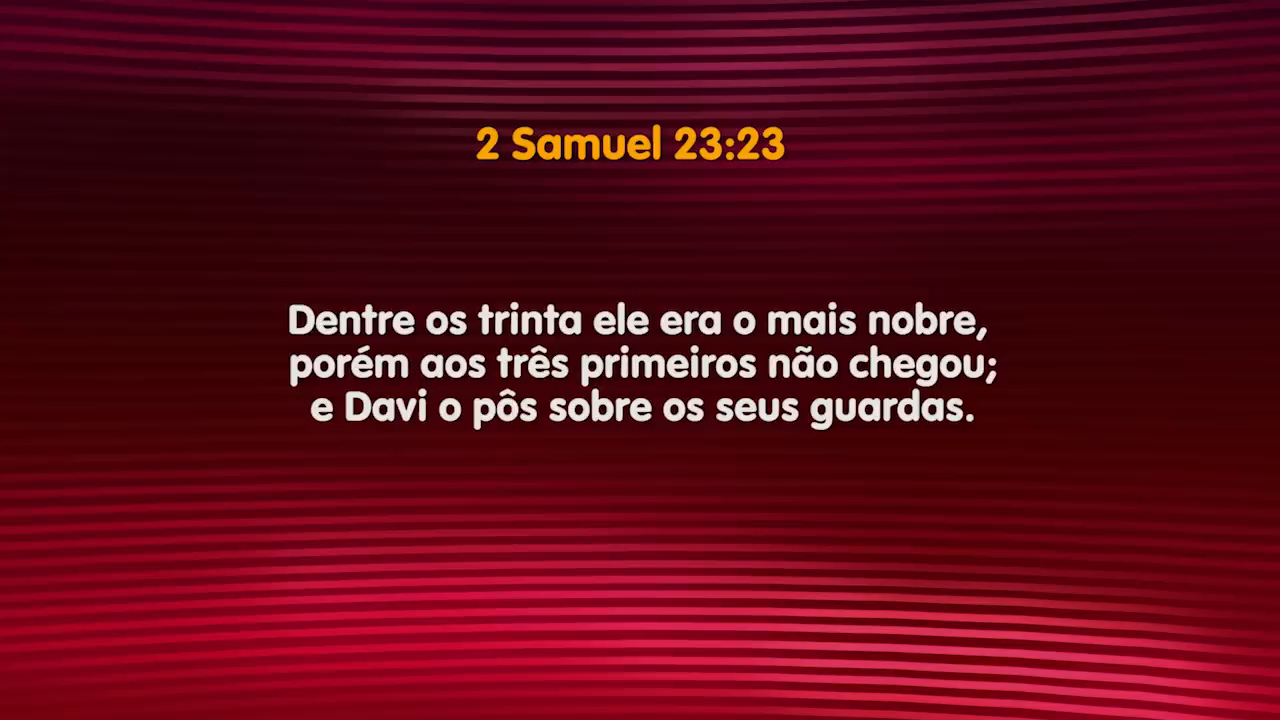 2 Samuel 23:23
Dentre os trinta ele era o mais nobre,
porém aos três primeiros não chegou;
e Davi o pôs sobre os seus guardas.